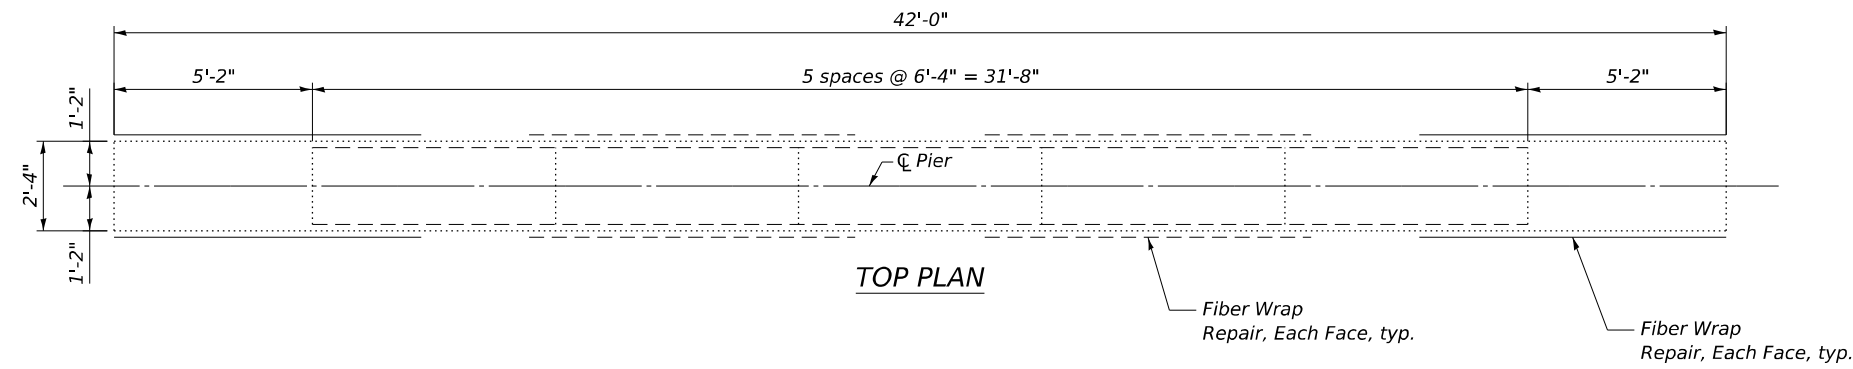 42'-0"
5'-2"
5 spaces @ 6'-4" = 31'-8"
5'-2"
1'-2"
2'-4"
1'-2"
℄ Pier
TOP PLAN
Fiber Wrap
Repair, Each Face, typ.
Fiber Wrap
Repair, Each Face, typ.